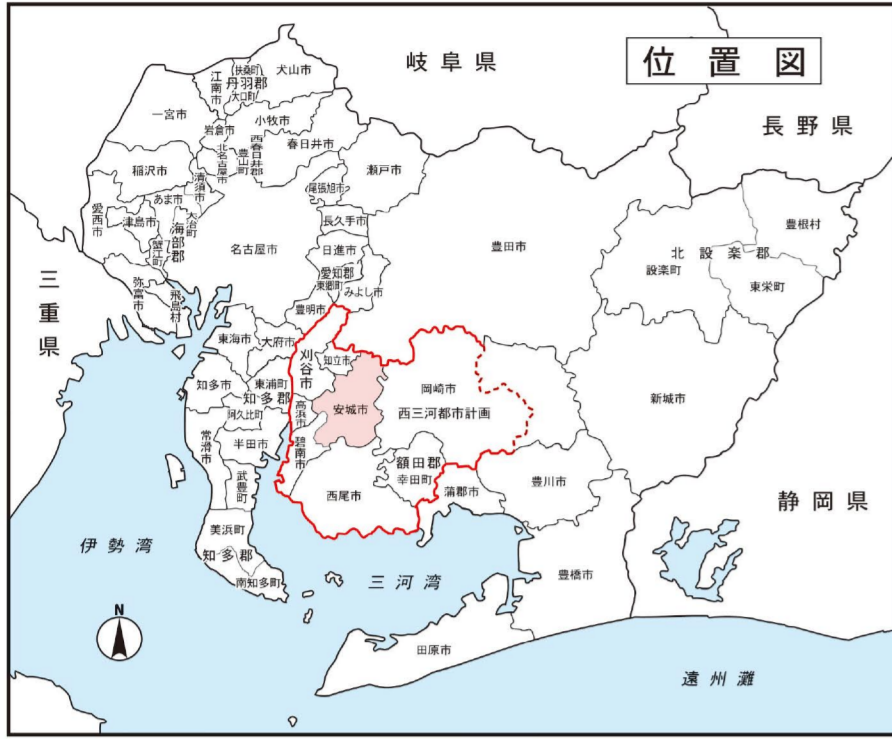 位置図
岐阜県
長野県
三重県
静岡県
犬山市
扶桑町
丹羽郡
大口町
江南市
一宮市
小牧市
岩倉市
北名古屋市
豊山町
西春日井郡
春日井市
瀬戸市
稲沢市
清須市
尾張旭市
あま市
愛西市
津島市
大治町
海部郡
蟹江町
名古屋市
長久手市
日進市
愛知郡
東郷町
みよし市
豊田市
豊根村
北設楽郡
設楽町
東栄町
弥富市
飛島村
豊明市
東海市
大府市
刈谷市
知立市
知多市
東浦町
知多郡
阿久比町
高浜市
安城市
岡崎市
西三河都市計画
新城市
常滑市
半田市
碧南市
武豊町
額田郡
幸田町
西尾市
蒲郡市
豊川市
美浜町
知多郡
南知多町
伊勢湾
三河湾
豊橋市
田原市
遠州灘
N